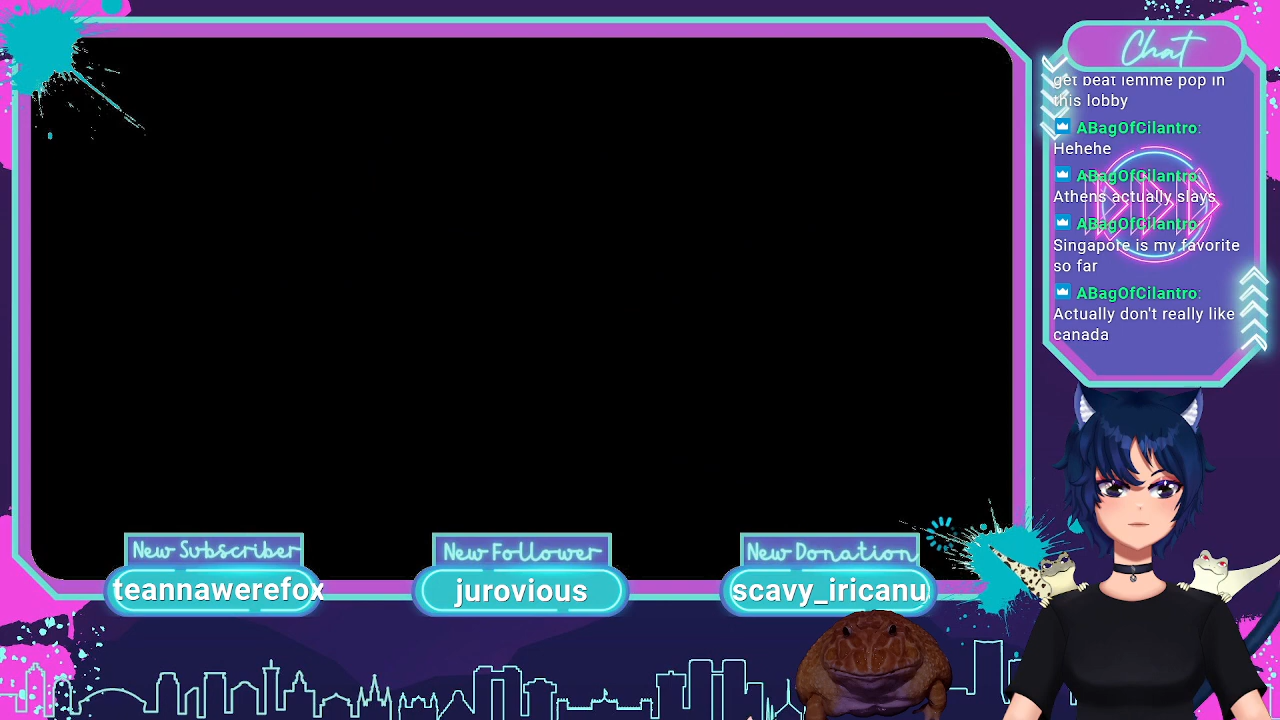 Chat
get beat lemme pop in
this lobby
ABagOfCilantro:
Hehehe
ABagOfCilantro:
Athens actually slays
ABagOfCilantro:
Singapore is my favorite
so far
ABagOfCilantro:
Actually don't really like
canada
New Subscriber
teannawerefox
New Follower
jurovious
New Donation
scavy_iricanu